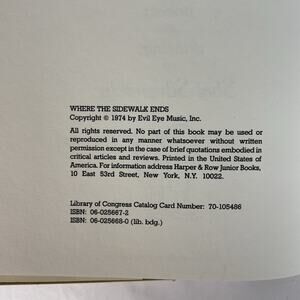 WHERE THE SIDEWALK ENDS
Copyright © 1974 by Evil Eye Music, Inc.
All rights reserved. No part of this book may be used or
reproduced in any manner whatsoever without written
permission except in the case of brief quotations embodied in
critical articles and reviews. Printed in the United States of
America. For information address Harper & Row Junior Books,
10 East 53rd Street, New York, N.Y. 10022.
Library of Congress Catalog Card Number: 70-105486
ISBN: 06-025667-2
ISBN: 06-025668-0 (lib. bdg.)